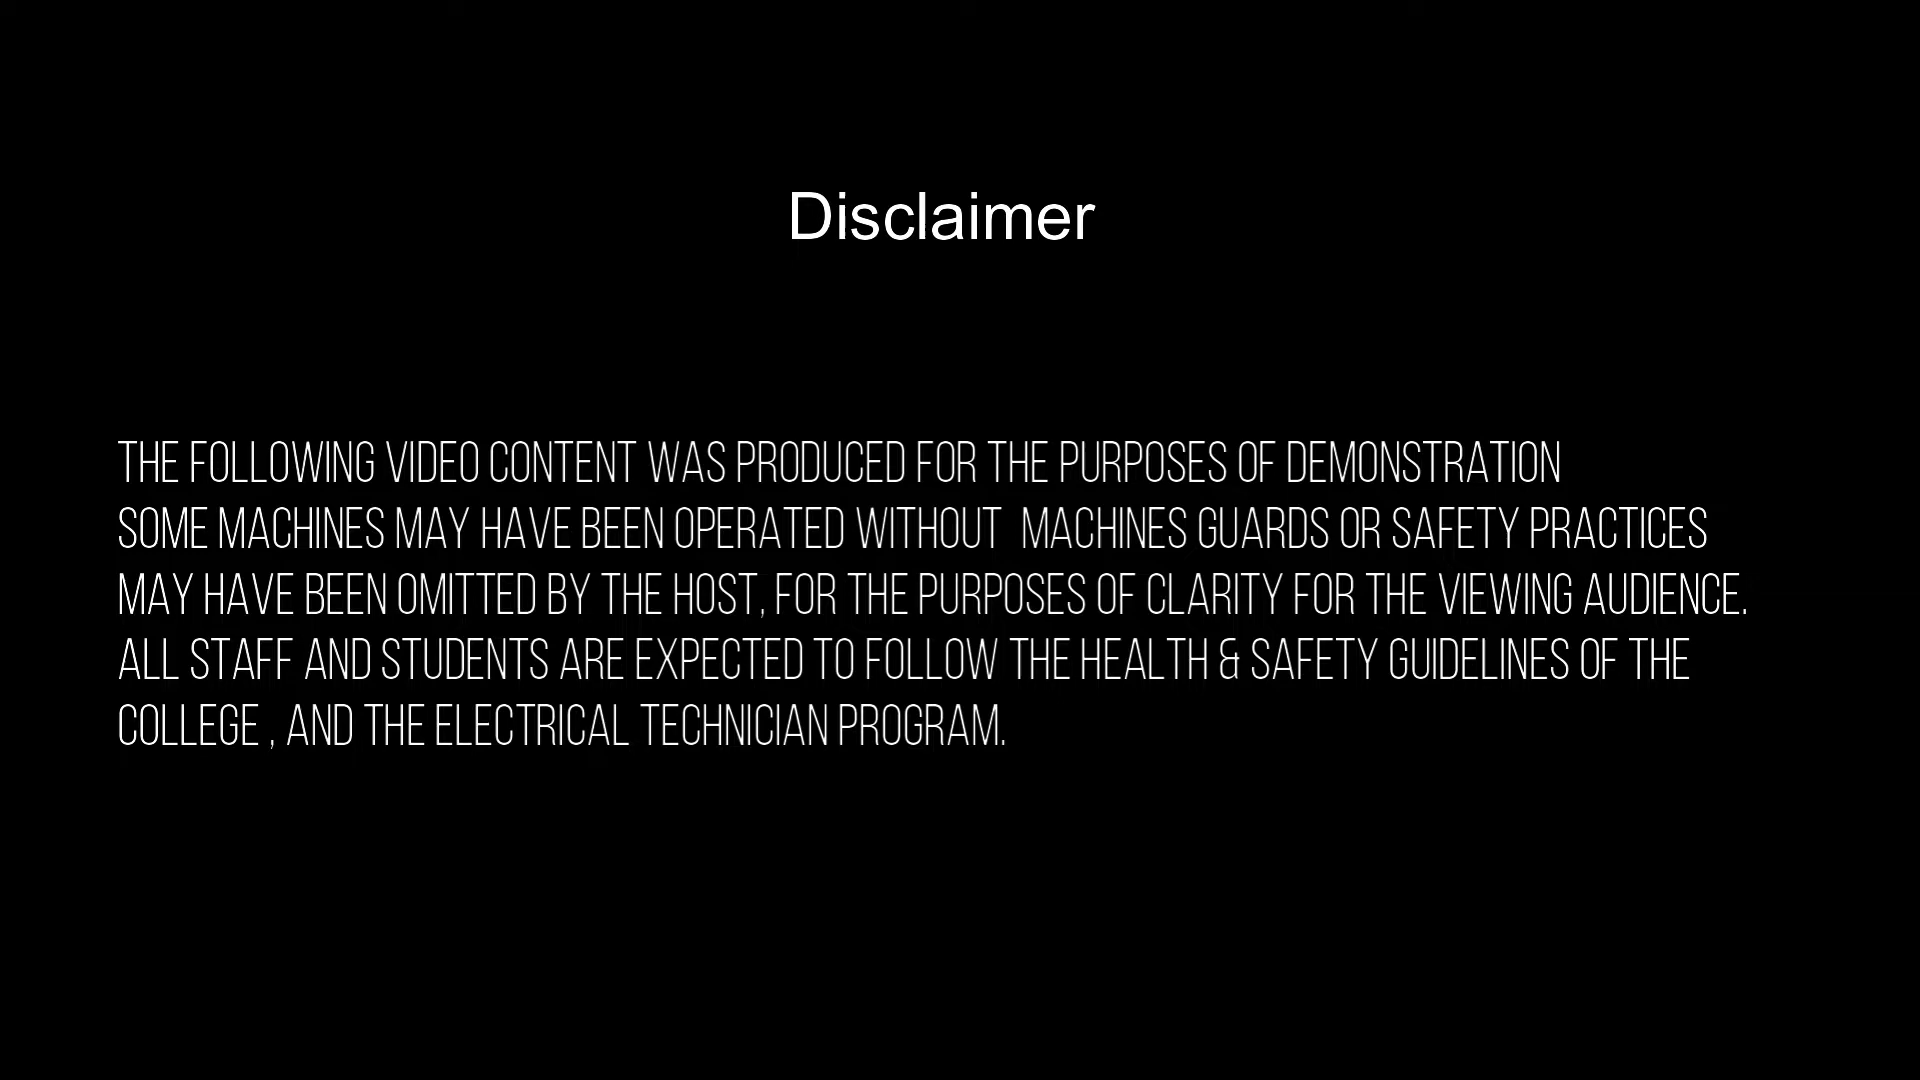 Disclaimer
THE FOLLOWING VIDEO CONTENT WAS PRODUCED FOR THE PURPOSES OF DEMONSTRATION
SOME MACHINES MAY HAVE BEEN OPERATED WITHOUT  MACHINES GUARDS OR SAFETY PRACTICES
MAY HAVE BEEN OMITTED BY THE HOST, FOR THE PURPOSES OF CLARITY FOR THE VIEWING AUDIENCE.
ALL STAFF AND STUDENTS ARE EXPECTED TO FOLLOW THE HEALTH & SAFETY GUIDELINES OF THE
COLLEGE , AND THE ELECTRICAL TECHNICIAN PROGRAM.